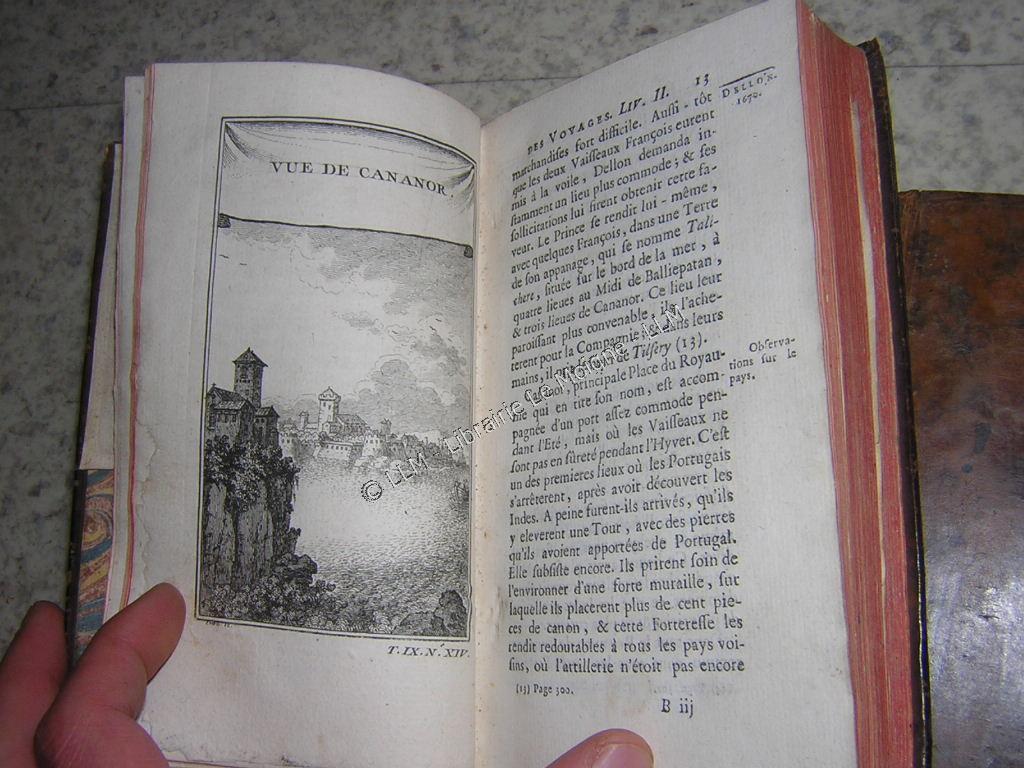 VUE DE CANANOR
T. IX. N.º XIV.
DES VOYAGES. LIV. II. 13
DELLON.
1670.
marchandises fort difficile. Aussi-tôt
que les deux Vaisseaux François eurent
mis à la voile, Dellon demanda in-
stamment un lieu plus commode; & ses
sollicitations lui firent obtenir cette fa-
veur. Le Prince se rendit lui-même,
avec quelques François, dans une Terre
de son appanage, qui se nomme Tali-
chert, située sur le bord de la mer, à
quatre lieues au Midi de Balliepatan,
& trois lieues de Cananor. Ce lieu leur
paroissant plus convenable, ils l'ache-
terent pour la Compagnie; & dans leurs
mains, il de Tilsery (13).
principale Place du Royau-
me qui en tire son nom, est accom-
pagnée d'un port assez commode pen-
dant l'Eté, mais où les Vaisseaux ne
sont pas en sûreté pendant l'Hyver. C'est
un des premieres lieux où les Portugais
s'arrêterent, après avoir découvert les
Indes. A peine furent-ils arrivés, qu'ils
y eleverent une Tour, avec des pierres
qu'ils avoient apportées de Portugal.
Elle subsiste encore. Ils prirent soin de
l'environner d'une forte muraille, sur
laquelle ils placerent plus de cent pie-
ces de canon, & cette Forteresse les
rendit redoutables à tous les pays voi-
sins, où l'artillerie n'étoit pas encore
Observa-
tions sur le
pays.
(13) Page 300.
B iij
© LLM - Librairie Le Moigne - LLM